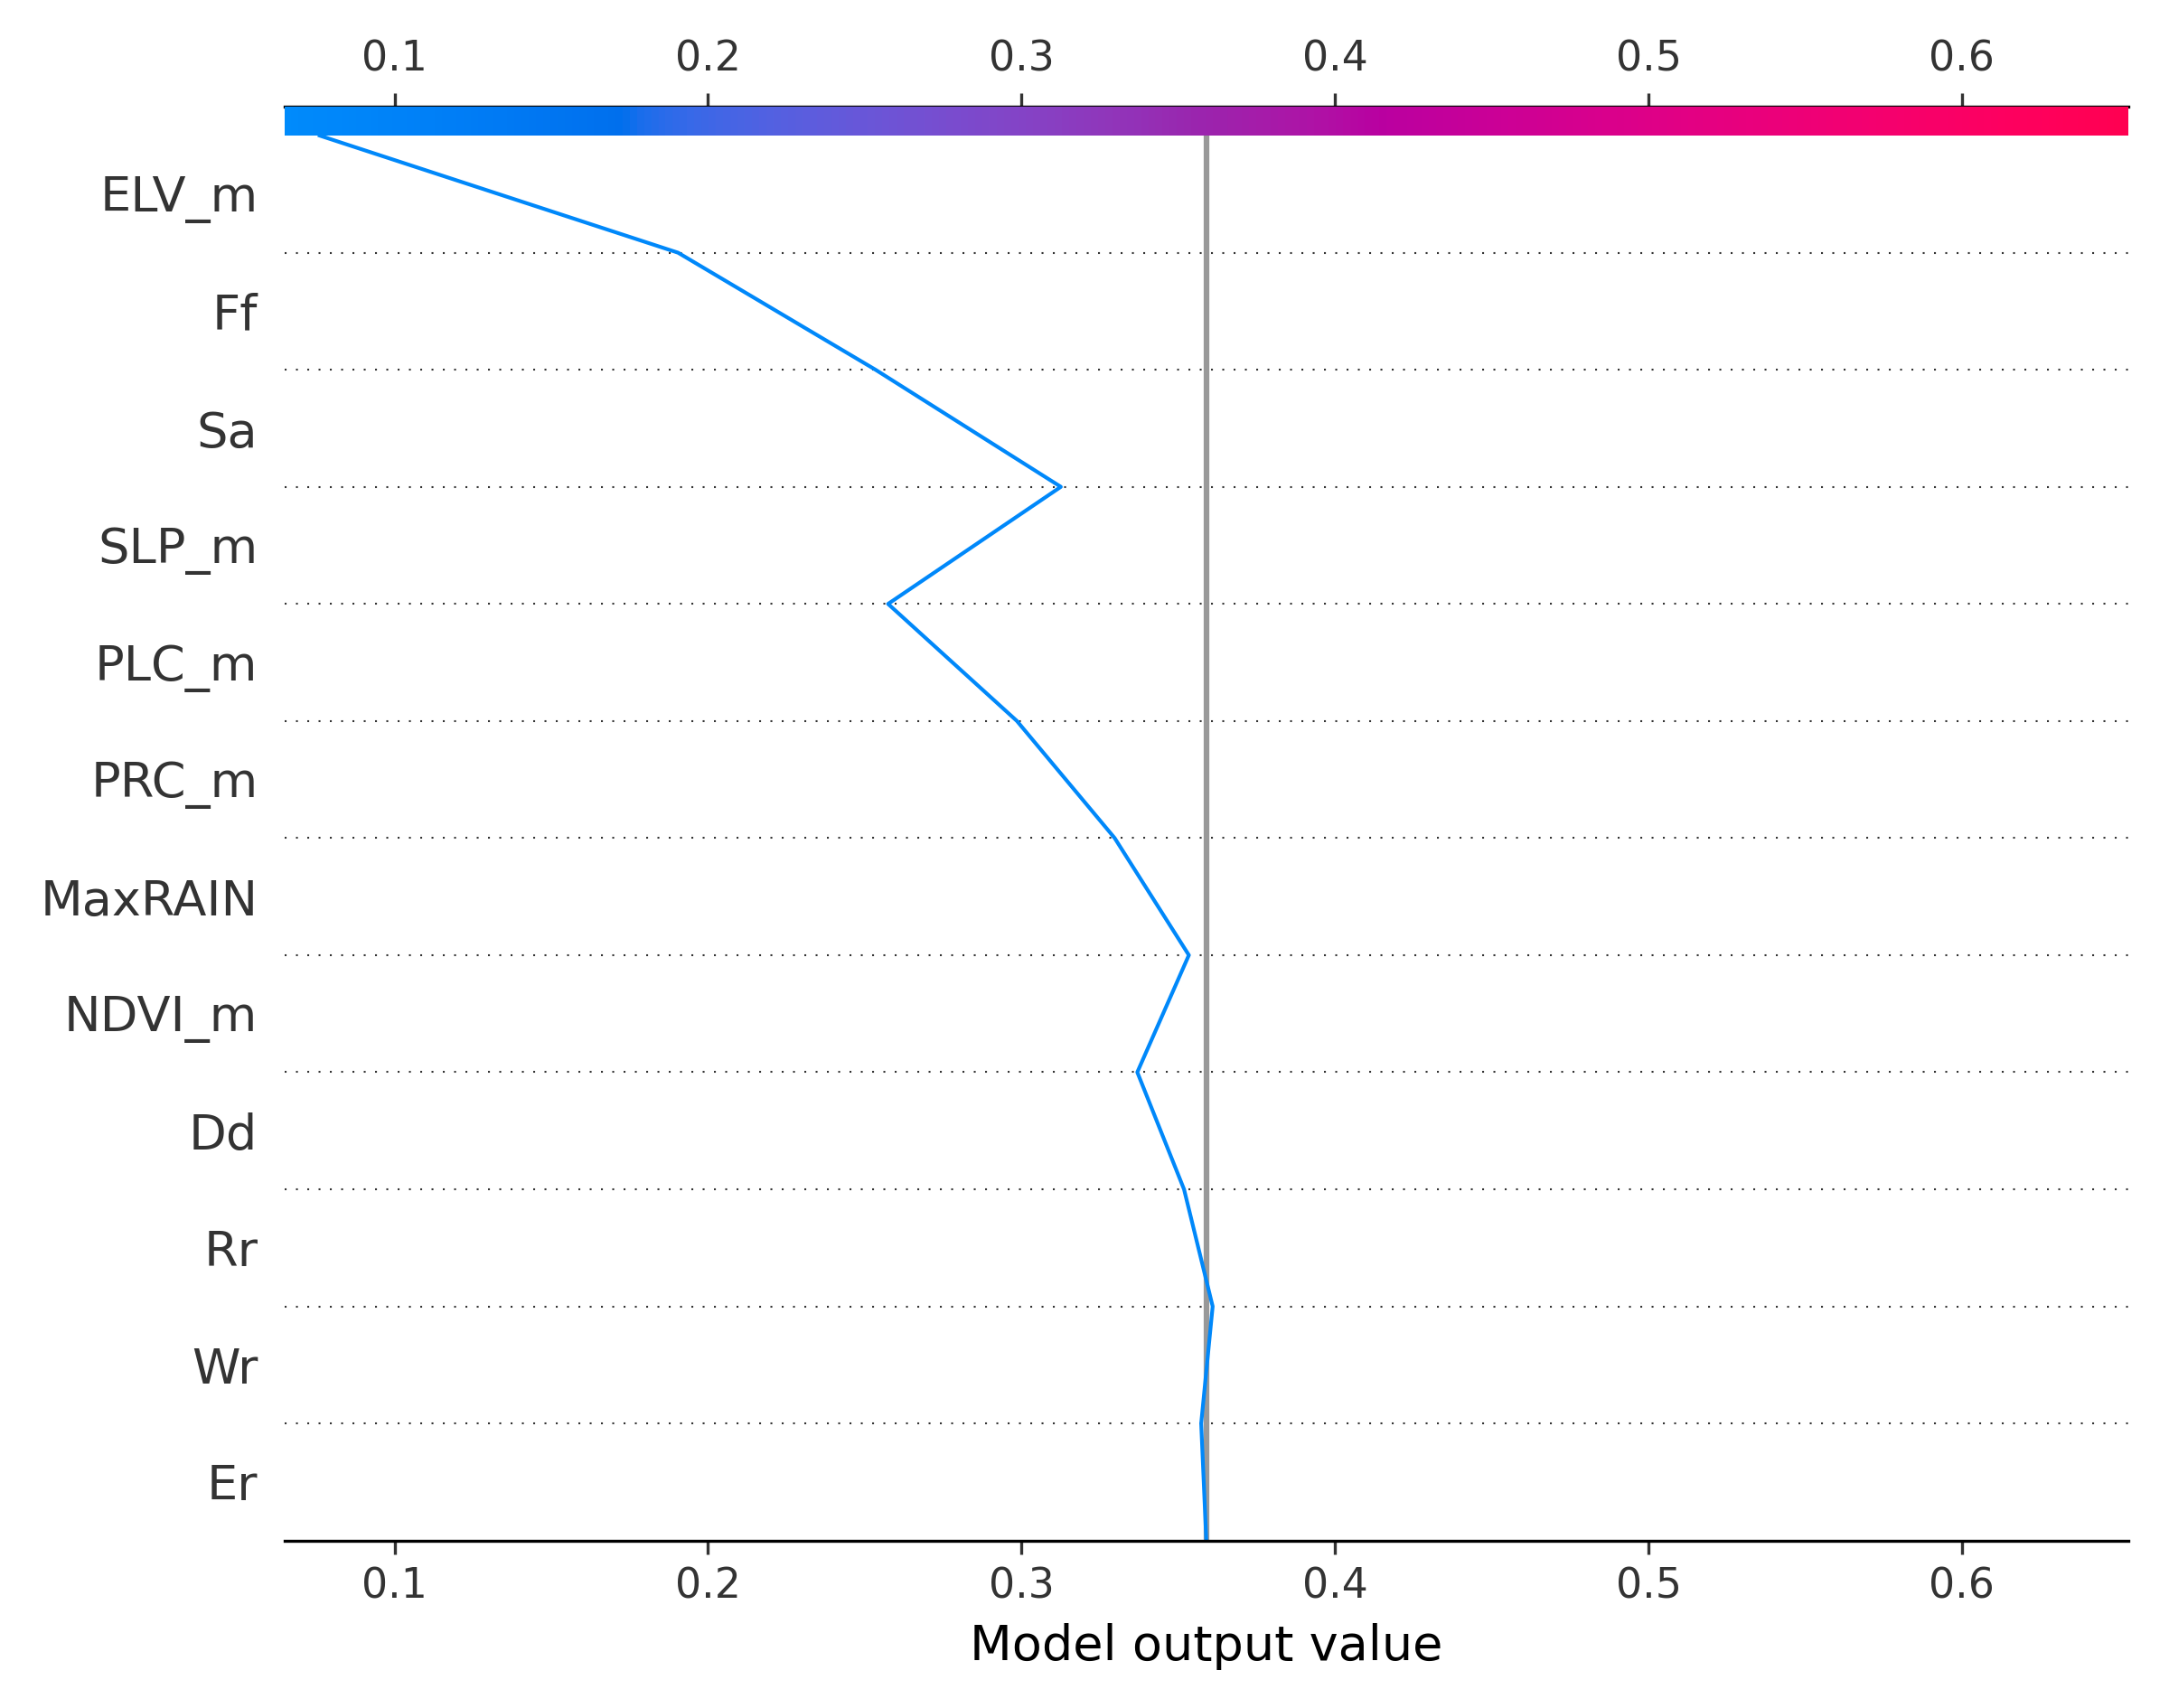 0.1 0.2 0.3 0.4 0.5 0.6
ELV_m
Ff
Sa
SLP_m
PLC_m
PRC_m
MaxRAIN
NDVI_m
Dd
Rr
Wr
Er
0.1 0.2 0.3 0.4 0.5 0.6
Model output value